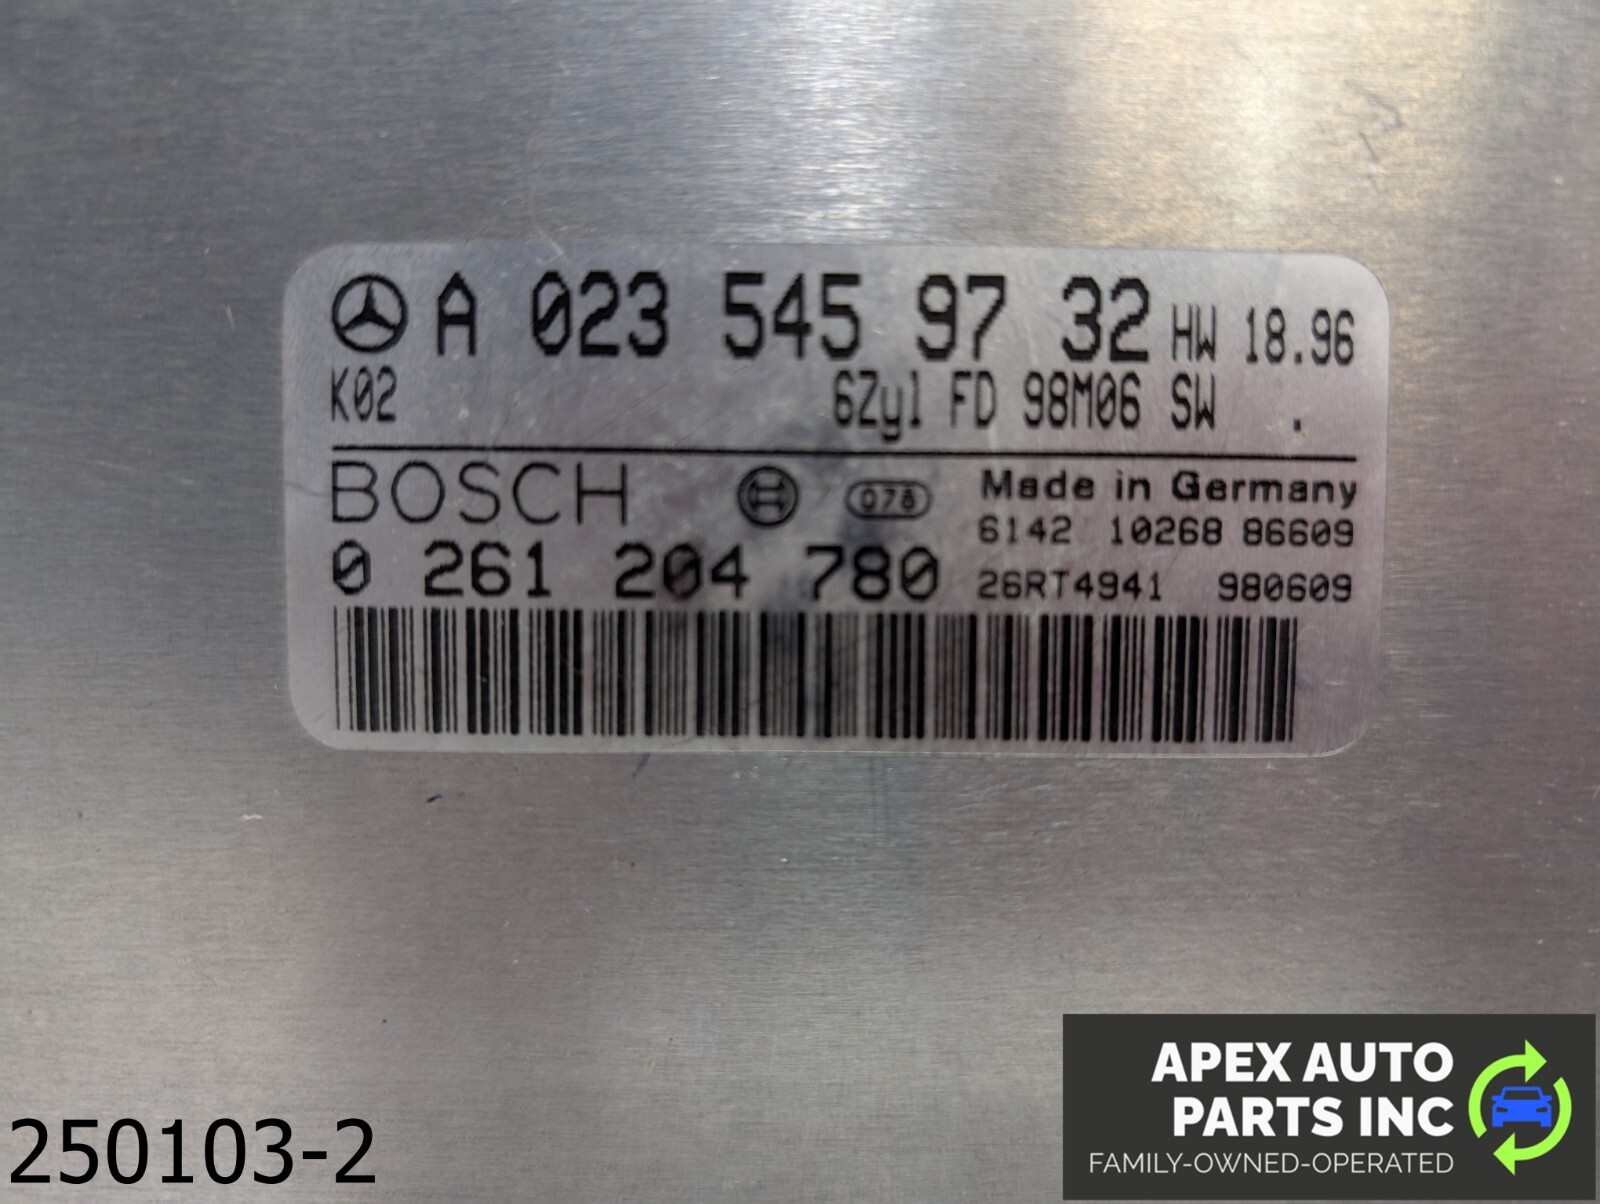 A 023 545 97 32 HW 18.96
K02 6Zyl FD 98M06 SW .
BOSCH 078 Made in Germany
6142 10268 86609
0 261 204 780 26RT4941 980609
250103-2
APEX AUTO
PARTS INC
FAMILY-OWNED-OPERATED